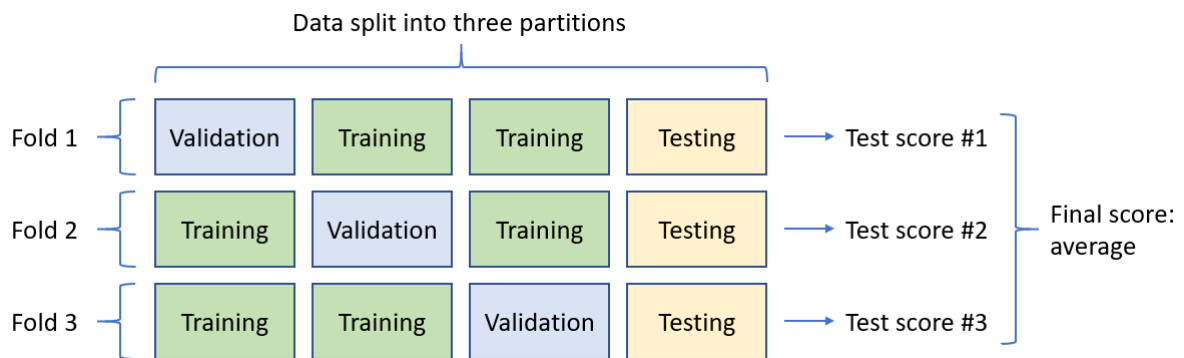 Data split into three partitions
Fold 1 Validation Training Training Testing Test score #1
Fold 2 Training Validation Training Testing Test score #2
Final score:
average
Fold 3 Training Training Validation Testing Test score #3